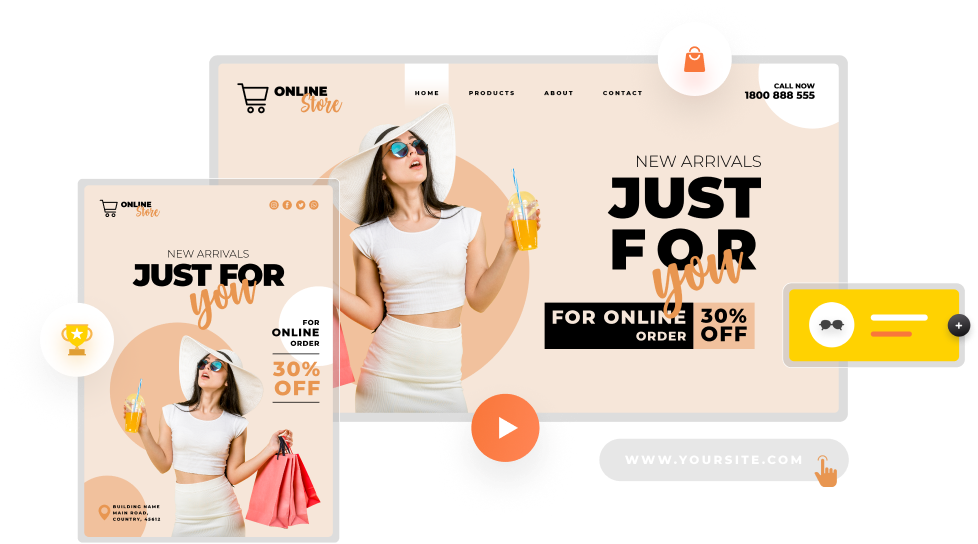 ONLINE
Store
HOME PRODUCTS ABOUT CONTACT
CALL NOW
1800 888 555
NEW ARRIVALS
JUST
FOR
you
FOR ONLINE
ORDER
30%
OFF
ONLINE
Store
NEW ARRIVALS
JUST FOR
you
FOR
ONLINE
ORDER
30%
OFF
BUILDING NAME
MAIN ROAD,
COUNTRY, 45612
WWW.YOURSITE.COM